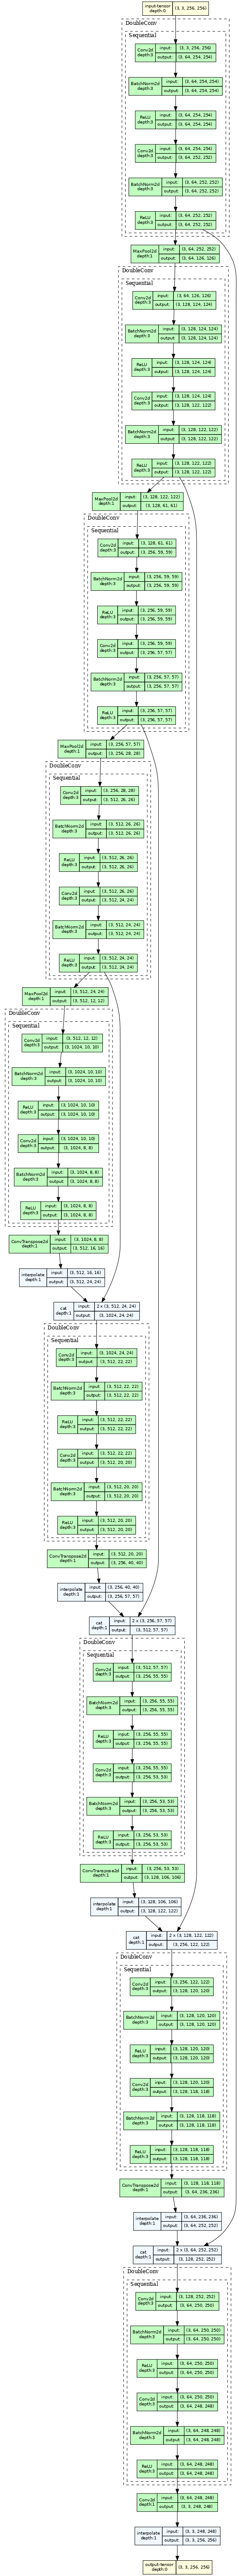 input-tensor input: (3, 3, 256, 256)
depth:0
DoubleConv
Sequential
Conv2d input: (3, 3, 256, 256)
depth:3 output: (3, 64, 254, 254)
BatchNorm2d input: (3, 64, 254, 254)
depth:3 output: (3, 64, 254, 254)
ReLU input: (3, 64, 254, 254)
depth:3 output: (3, 64, 254, 254)
Conv2d input: (3, 64, 254, 254)
depth:3 output: (3, 64, 252, 252)
BatchNorm2d input: (3, 64, 252, 252)
depth:3 output: (3, 64, 252, 252)
ReLU input: (3, 64, 252, 252)
depth:3 output: (3, 64, 252, 252)
MaxPool2d input: (3, 64, 252, 252)
depth:1 output: (3, 64, 126, 126)
DoubleConv
Sequential
Conv2d input: (3, 64, 126, 126)
depth:3 output: (3, 128, 124, 124)
BatchNorm2d input: (3, 128, 124, 124)
depth:3 output: (3, 128, 124, 124)
ReLU input: (3, 128, 124, 124)
depth:3 output: (3, 128, 124, 124)
Conv2d input: (3, 128, 124, 124)
depth:3 output: (3, 128, 122, 122)
BatchNorm2d input: (3, 128, 122, 122)
depth:3 output: (3, 128, 122, 122)
ReLU input: (3, 128, 122, 122)
depth:3 output: (3, 128, 122, 122)
MaxPool2d input: (3, 128, 122, 122)
depth:1 output: (3, 128, 61, 61)
DoubleConv
Sequential
Conv2d input: (3, 128, 61, 61)
depth:3 output: (3, 256, 59, 59)
BatchNorm2d input: (3, 256, 59, 59)
depth:3 output: (3, 256, 59, 59)
ReLU input: (3, 256, 59, 59)
depth:3 output: (3, 256, 59, 59)
Conv2d input: (3, 256, 59, 59)
depth:3 output: (3, 256, 57, 57)
BatchNorm2d input: (3, 256, 57, 57)
depth:3 output: (3, 256, 57, 57)
ReLU input: (3, 256, 57, 57)
depth:3 output: (3, 256, 57, 57)
MaxPool2d input: (3, 256, 57, 57)
depth:1 output: (3, 256, 28, 28)
DoubleConv
Sequential
Conv2d input: (3, 256, 28, 28)
depth:3 output: (3, 512, 26, 26)
BatchNorm2d input: (3, 512, 26, 26)
depth:3 output: (3, 512, 26, 26)
ReLU input: (3, 512, 26, 26)
depth:3 output: (3, 512, 26, 26)
Conv2d input: (3, 512, 26, 26)
depth:3 output: (3, 512, 24, 24)
BatchNorm2d input: (3, 512, 24, 24)
depth:3 output: (3, 512, 24, 24)
ReLU input: (3, 512, 24, 24)
depth:3 output: (3, 512, 24, 24)
MaxPool2d input: (3, 512, 24, 24)
depth:1 output: (3, 512, 12, 12)
DoubleConv
Sequential
Conv2d input: (3, 512, 12, 12)
depth:3 output: (3, 1024, 10, 10)
BatchNorm2d input: (3, 1024, 10, 10)
depth:3 output: (3, 1024, 10, 10)
ReLU input: (3, 1024, 10, 10)
depth:3 output: (3, 1024, 10, 10)
Conv2d input: (3, 1024, 10, 10)
depth:3 output: (3, 1024, 8, 8)
BatchNorm2d input: (3, 1024, 8, 8)
depth:3 output: (3, 1024, 8, 8)
ReLU input: (3, 1024, 8, 8)
depth:3 output: (3, 1024, 8, 8)
ConvTranspose2d input: (3, 1024, 8, 8)
depth:1 output: (3, 512, 16, 16)
interpolate input: (3, 512, 16, 16)
depth:1 output: (3, 512, 24, 24)
cat input: 2 x (3, 512, 24, 24)
depth:1 output: (3, 1024, 24, 24)
DoubleConv
Sequential
Conv2d input: (3, 1024, 24, 24)
depth:3 output: (3, 512, 22, 22)
BatchNorm2d input: (3, 512, 22, 22)
depth:3 output: (3, 512, 22, 22)
ReLU input: (3, 512, 22, 22)
depth:3 output: (3, 512, 22, 22)
Conv2d input: (3, 512, 22, 22)
depth:3 output: (3, 512, 20, 20)
BatchNorm2d input: (3, 512, 20, 20)
depth:3 output: (3, 512, 20, 20)
ReLU input: (3, 512, 20, 20)
depth:3 output: (3, 512, 20, 20)
ConvTranspose2d input: (3, 512, 20, 20)
depth:1 output: (3, 256, 40, 40)
interpolate input: (3, 256, 40, 40)
depth:1 output: (3, 256, 57, 57)
cat input: 2 x (3, 256, 57, 57)
depth:1 output: (3, 512, 57, 57)
DoubleConv
Sequential
Conv2d input: (3, 512, 57, 57)
depth:3 output: (3, 256, 55, 55)
BatchNorm2d input: (3, 256, 55, 55)
depth:3 output: (3, 256, 55, 55)
ReLU input: (3, 256, 55, 55)
depth:3 output: (3, 256, 55, 55)
Conv2d input: (3, 256, 55, 55)
depth:3 output: (3, 256, 53, 53)
BatchNorm2d input: (3, 256, 53, 53)
depth:3 output: (3, 256, 53, 53)
ReLU input: (3, 256, 53, 53)
depth:3 output: (3, 256, 53, 53)
ConvTranspose2d input: (3, 256, 53, 53)
depth:1 output: (3, 128, 106, 106)
interpolate input: (3, 128, 106, 106)
depth:1 output: (3, 128, 122, 122)
cat input: 2 x (3, 128, 122, 122)
depth:1 output: (3, 256, 122, 122)
DoubleConv
Sequential
Conv2d input: (3, 256, 122, 122)
depth:3 output: (3, 128, 120, 120)
BatchNorm2d input: (3, 128, 120, 120)
depth:3 output: (3, 128, 120, 120)
ReLU input: (3, 128, 120, 120)
depth:3 output: (3, 128, 120, 120)
Conv2d input: (3, 128, 120, 120)
depth:3 output: (3, 128, 118, 118)
BatchNorm2d input: (3, 128, 118, 118)
depth:3 output: (3, 128, 118, 118)
ReLU input: (3, 128, 118, 118)
depth:3 output: (3, 128, 118, 118)
ConvTranspose2d input: (3, 128, 118, 118)
depth:1 output: (3, 64, 236, 236)
interpolate input: (3, 64, 236, 236)
depth:1 output: (3, 64, 252, 252)
cat input: 2 x (3, 64, 252, 252)
depth:1 output: (3, 128, 252, 252)
DoubleConv
Sequential
Conv2d input: (3, 128, 252, 252)
depth:3 output: (3, 64, 250, 250)
BatchNorm2d input: (3, 64, 250, 250)
depth:3 output: (3, 64, 250, 250)
ReLU input: (3, 64, 250, 250)
depth:3 output: (3, 64, 250, 250)
Conv2d input: (3, 64, 250, 250)
depth:3 output: (3, 64, 248, 248)
BatchNorm2d input: (3, 64, 248, 248)
depth:3 output: (3, 64, 248, 248)
ReLU input: (3, 64, 248, 248)
depth:3 output: (3, 64, 248, 248)
Conv2d input: (3, 64, 248, 248)
depth:1 output: (3, 3, 248, 248)
interpolate input: (3, 3, 248, 248)
depth:1 output: (3, 3, 256, 256)
output-tensor (3, 3, 256, 256)
depth:0